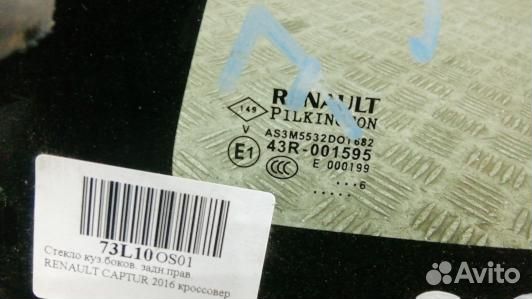 RENAULT
149
PILKINGTON
V
AS3M5532DOT682
E1
43R-001595
E 000199
CCC
...6
.....
73L10OS01
Стекло куз.боков. задн.прав.
RENAULT CAPTUR 2016 кроссовер
Avito